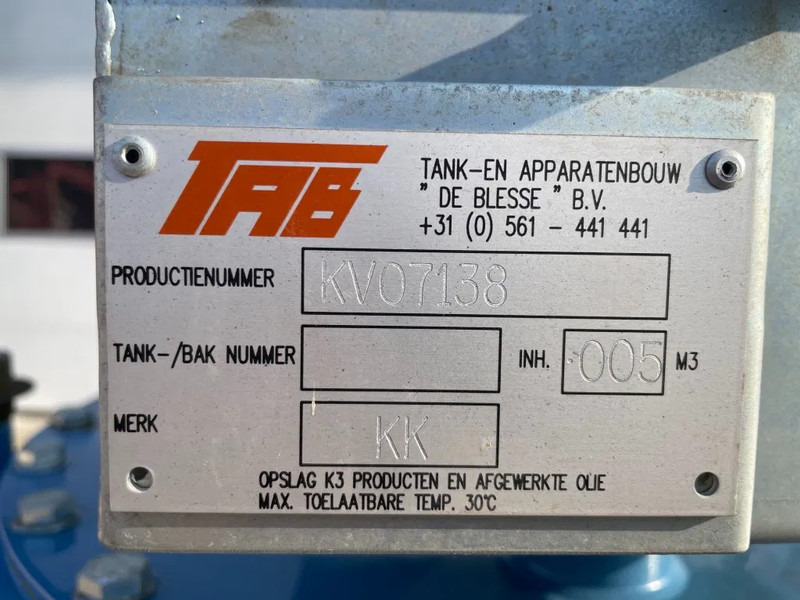 TAB
TANK-EN APPARATENBOUW
" DE BLESSE " B.V.
+31 (0) 561 - 441 441
PRODUCTIENUMMER KV07138
TANK-/BAK NUMMER INH. 005 M3
MERK KK
OPSLAG K3 PRODUCTEN EN AFGEWERKTE OLIE
MAX. TOELAATBARE TEMP. 30°C